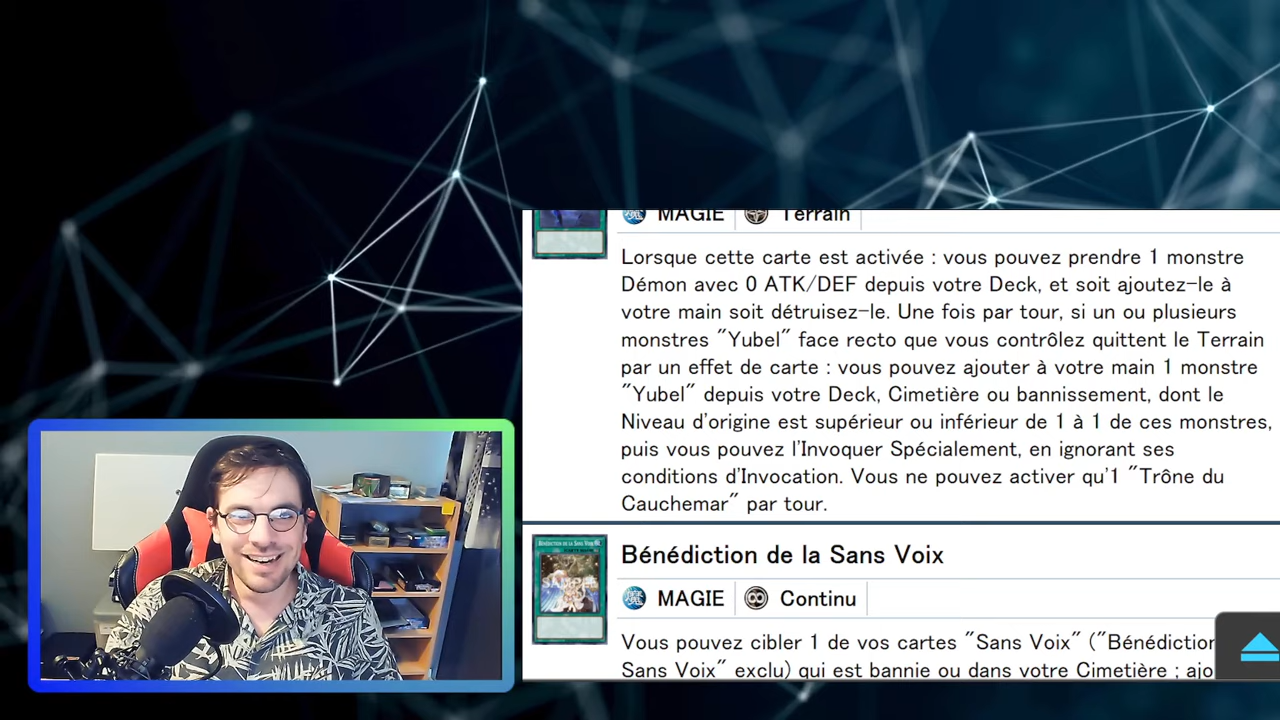 MAGIE Terrain
Lorsque cette carte est activée : vous pouvez prendre 1 monstre
Démon avec 0 ATK/DEF depuis votre Deck, et soit ajoutez-le à
votre main soit détruisez-le. Une fois par tour, si un ou plusieurs
monstres "Yubel" face recto que vous contrôlez quittent le Terrain
par un effet de carte : vous pouvez ajouter à votre main 1 monstre
"Yubel" depuis votre Deck, Cimetière ou bannissement, dont le
Niveau d'origine est supérieur ou inférieur de 1 à 1 de ces monstres,
puis vous pouvez l'Invoquer Spécialement, en ignorant ses
conditions d'Invocation. Vous ne pouvez activer qu'1 "Trône du
Cauchemar" par tour.
Bénédiction de la Sans Voix
MAGIE Continu
Vous pouvez cibler 1 de vos cartes "Sans Voix" ("Bénédiction
Sans Voix" exclu) qui est bannie ou dans votre Cimetière ; ajo